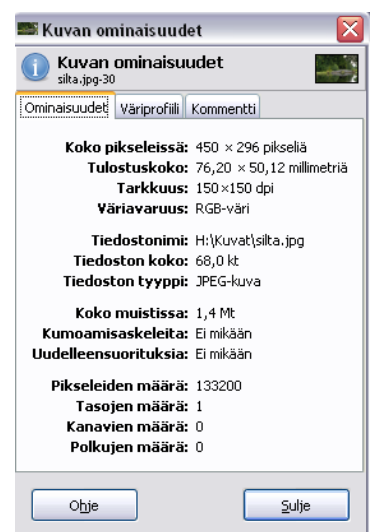 Kuvan ominaisuudet
Kuvan ominaisuudet
silta.jpg-30
Ominaisuudet Väriprofiili Kommentti
Koko pikseleissä: 450 × 296 pikseliä
Tulostuskoko: 76,20 × 50,12 millimetriä
Tarkkuus: 150×150 dpi
Väriavaruus: RGB-väri
Tiedostonimi: H:\Kuvat\silta.jpg
Tiedoston koko: 68,0 kt
Tiedoston tyyppi: JPEG-kuva
Koko muistissa: 1,4 Mt
Kumoamisaskeleita: Ei mikään
Uudelleensuorituksia: Ei mikään
Pikseleiden määrä: 133200
Tasojen määrä: 1
Kanavien määrä: 0
Polkujen määrä: 0
Ohje Sulje